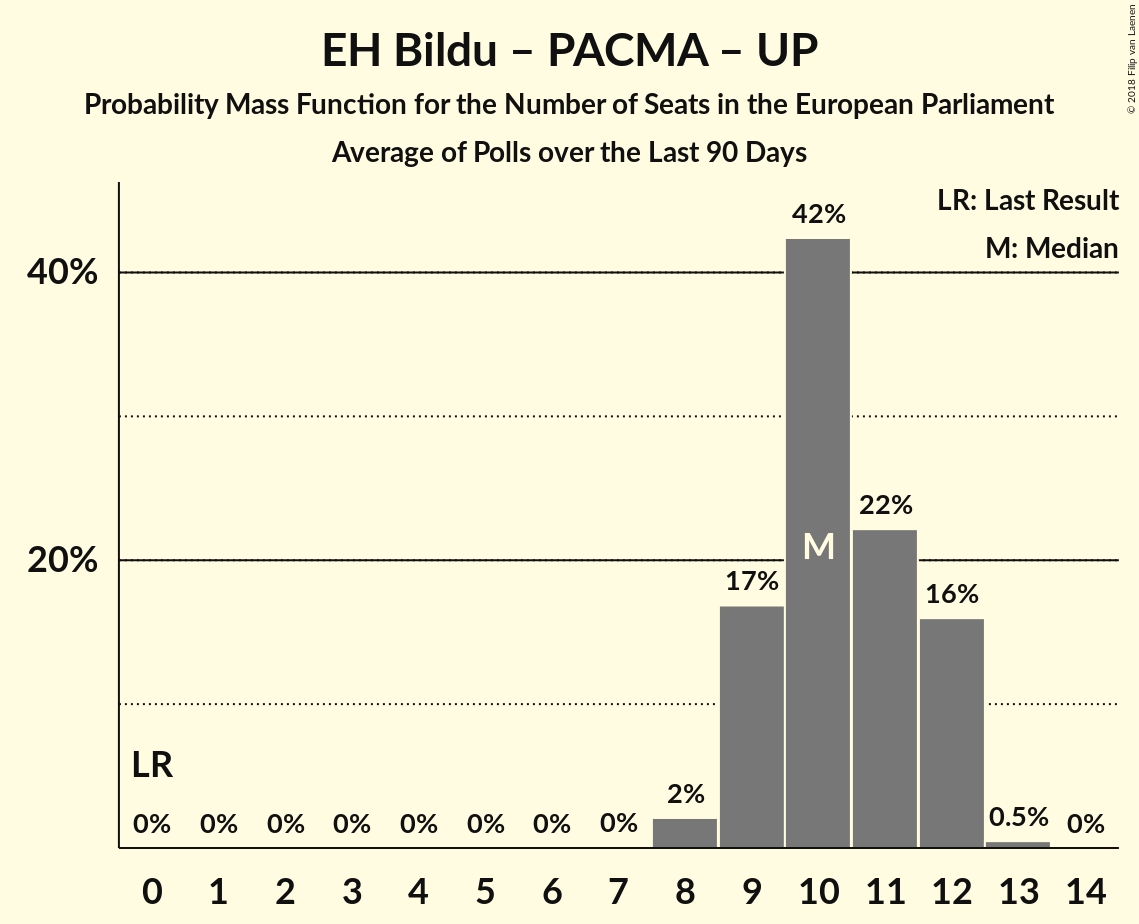 EH Bildu – PACMA – UP
Probability Mass Function for the Number of Seats in the European Parliament
Average of Polls over the Last 90 Days
© 2018 Filip van Laenen
LR: Last Result
M: Median
40%
20%
LR
0% 0% 0% 0% 0% 0% 0% 0% 2% 17% 42% 22% 16% 0.5% 0%
M
0 1 2 3 4 5 6 7 8 9 10 11 12 13 14